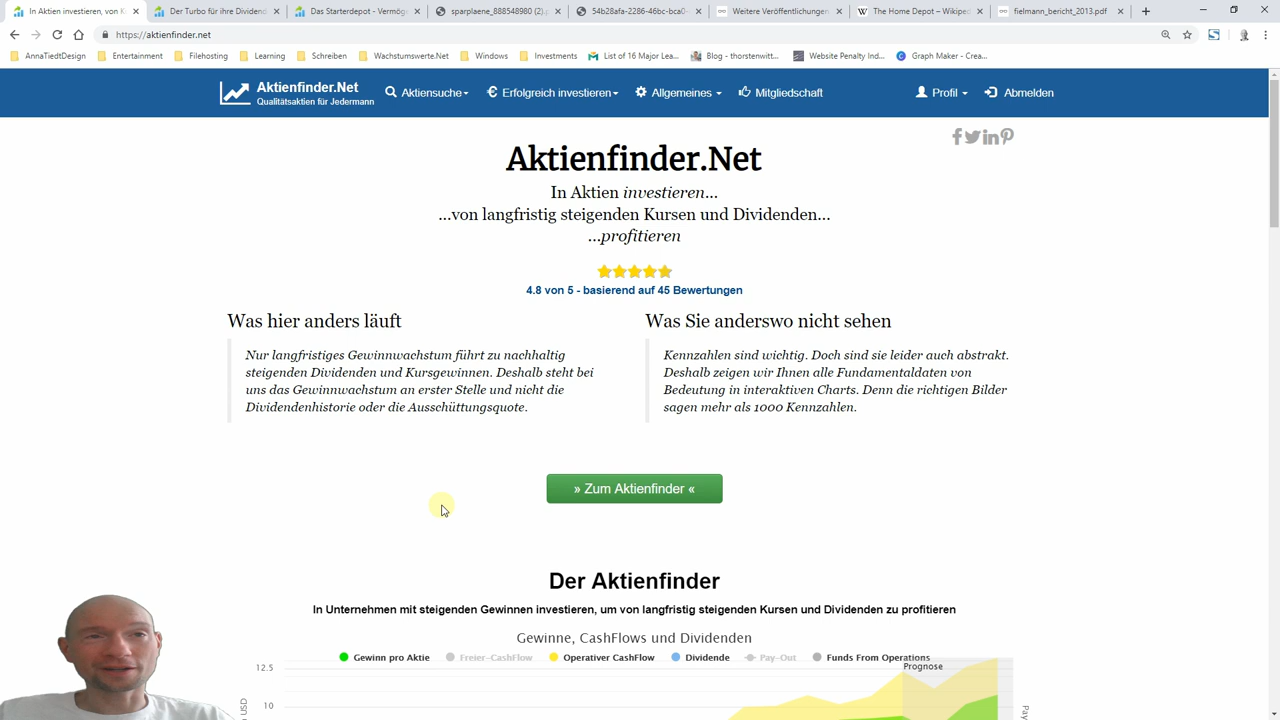 In Aktien investieren, von K
Der Turbo für ihre Dividend
Das Starterdepot - Vermög
sparplaene_888548980 (2).p
54b28afa-2286-46bc-bca0-
Weitere Veröffentlichungen
The Home Depot – Wikiped
fielmann_bericht_2013.pdf
https://aktienfinder.net
AnnaTiedtDesign
Entertainment
Filehosting
Learning
Schreiben
Wachstumswerte.Net
Windows
Investments
List of 16 Major Lea...
Blog - thorstenwitt...
Website Penalty Ind...
Graph Maker - Crea...
Aktienfinder.Net
Qualitätsaktien für Jedermann
Aktiensuche
Erfolgreich investieren
Allgemeines
Mitgliedschaft
Profil
Abmelden
Aktienfinder.Net
In Aktien investieren...
...von langfristig steigenden Kursen und Dividenden...
...profitieren
4.8 von 5 - basierend auf 45 Bewertungen
Was hier anders läuft
Nur langfristiges Gewinnwachstum führt zu nachhaltig
steigenden Dividenden und Kursgewinnen. Deshalb steht bei
uns das Gewinnwachstum an erster Stelle und nicht die
Dividendenhistorie oder die Ausschüttungsquote.
Was Sie anderswo nicht sehen
Kennzahlen sind wichtig. Doch sind sie leider auch abstrakt.
Deshalb zeigen wir Ihnen alle Fundamentaldaten von
Bedeutung in interaktiven Charts. Denn die richtigen Bilder
sagen mehr als 1000 Kennzahlen.
» Zum Aktienfinder «
Der Aktienfinder
In Unternehmen mit steigenden Gewinnen investieren, um von langfristig steigenden Kursen und Dividenden zu profitieren
Gewinne, CashFlows und Dividenden
Gewinn pro Aktie
Freier-CashFlow
Operativer CashFlow
Dividende
Pay-Out
Funds From Operations
Prognose
12.5
10
USD
Pay